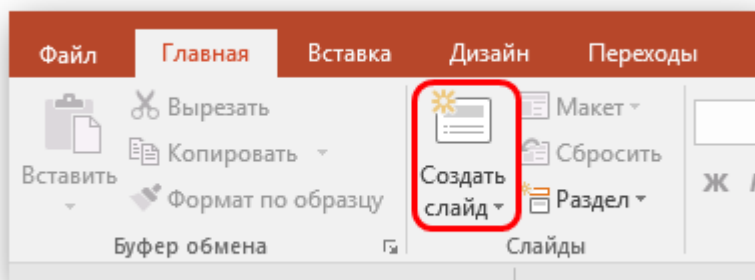 Файл Главная Вставка Дизайн Переходы
Вырезать
Копировать
Формат по образцу
Вставить
Буфер обмена
Создать
слайд
Макет
Сбросить
Раздел
Слайды
Ж